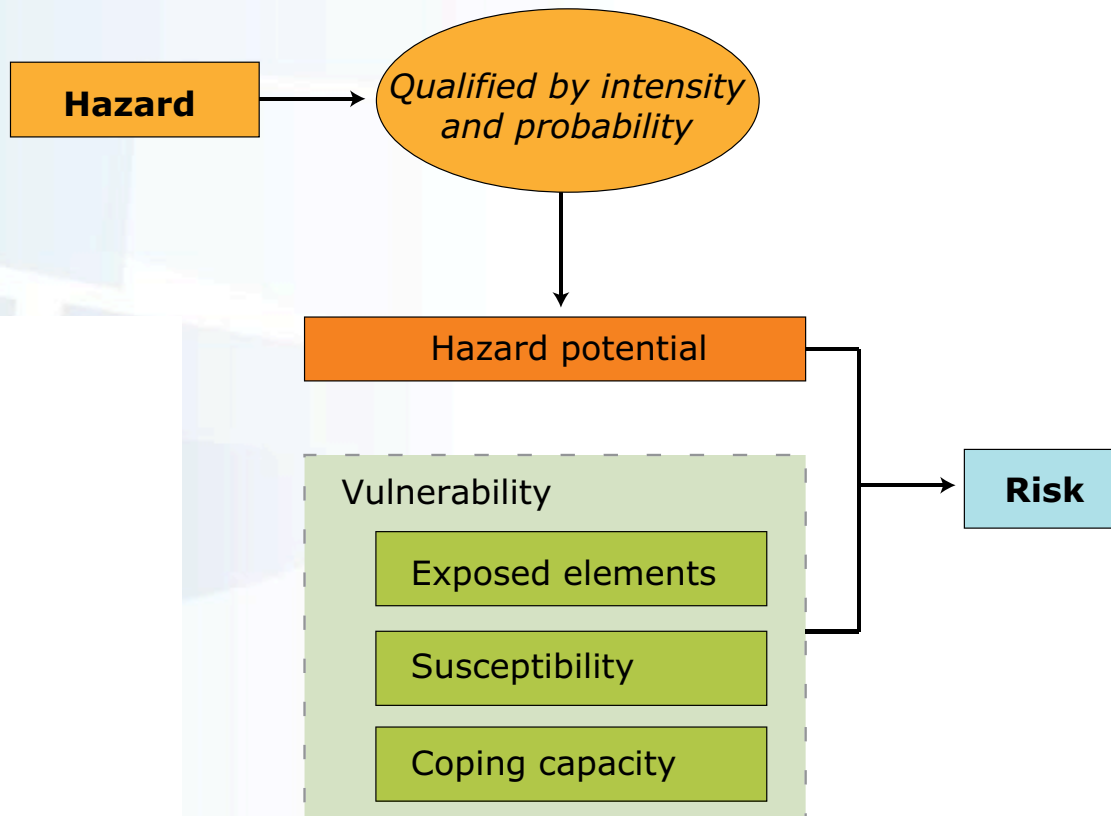 Hazard
Qualified by intensity
and probability
Hazard potential
Vulnerability
Exposed elements
Susceptibility
Coping capacity
Risk